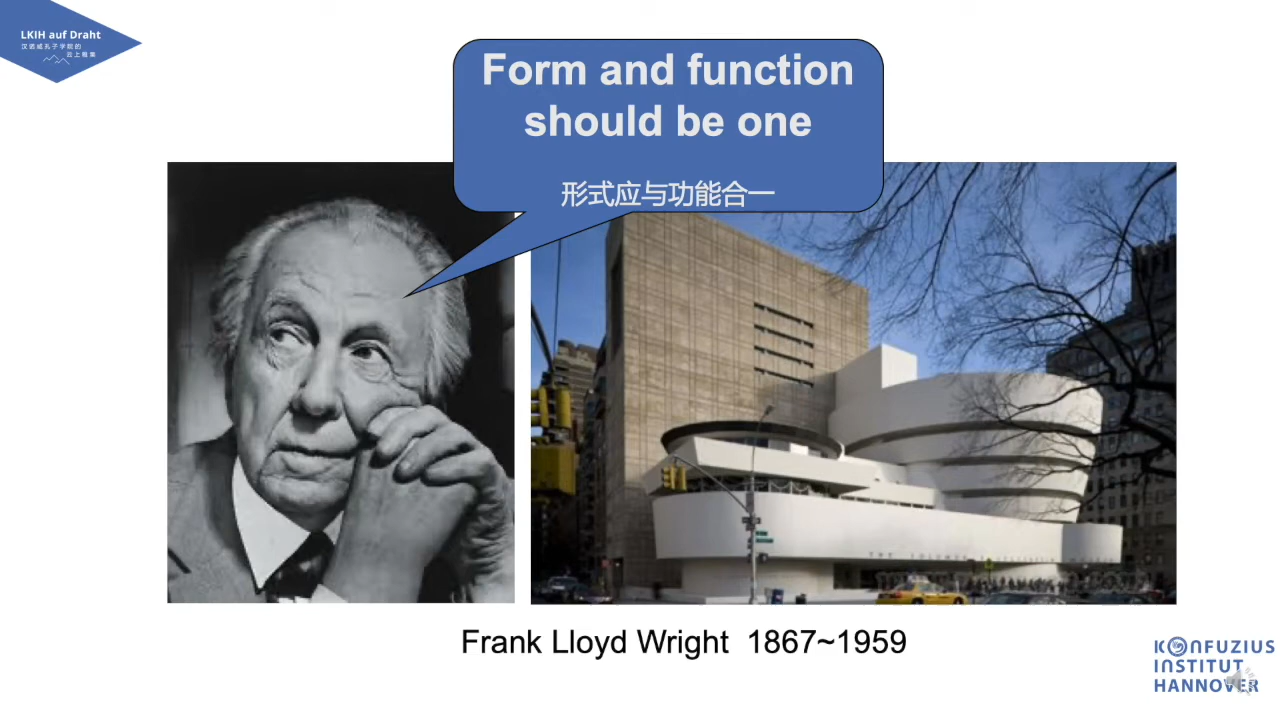 LKIH auf Draht
汉诺威孔子学院的
云上相集
Form and function
should be one
形式应与功能合一
Frank Lloyd Wright 1867~1959
KONFUZIUS
INSTITUT
HANNOVER